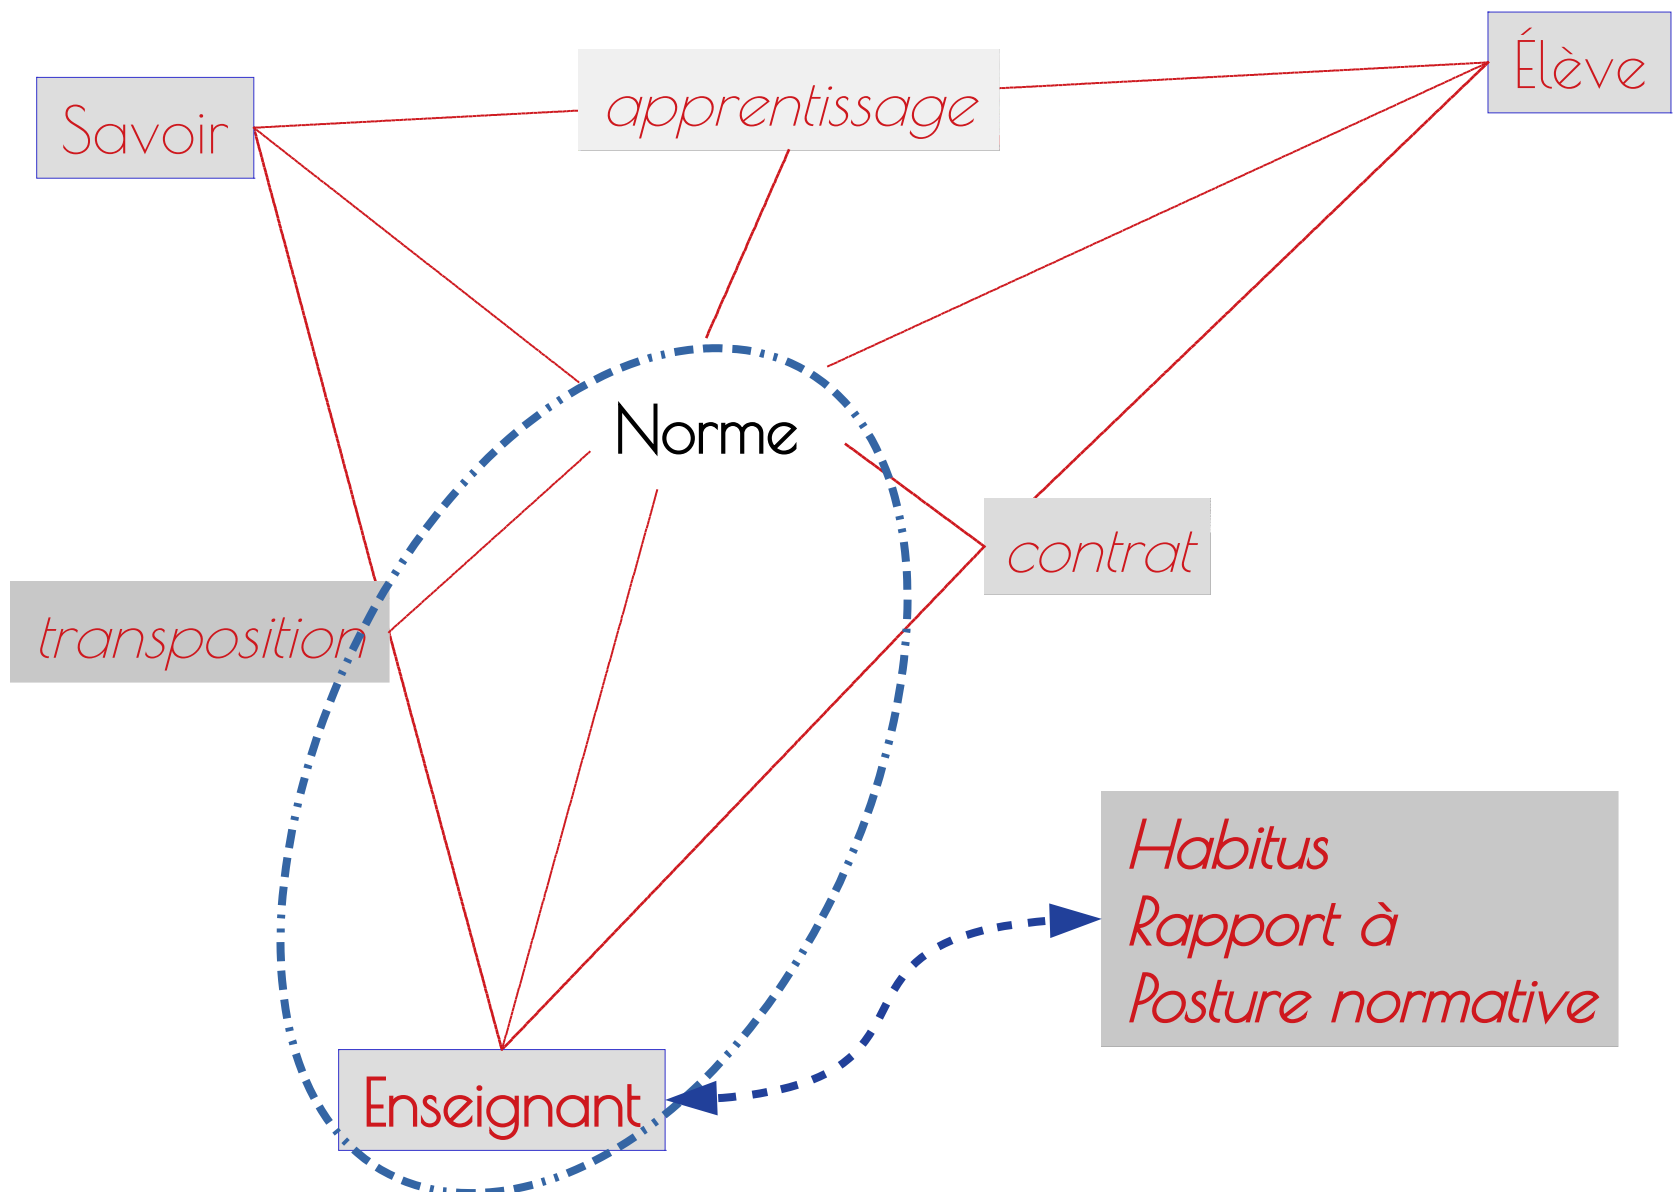 Élève
Savoir
apprentissage
Norme
contrat
transposition
Habitus
Rapport à
Posture normative
Enseignant